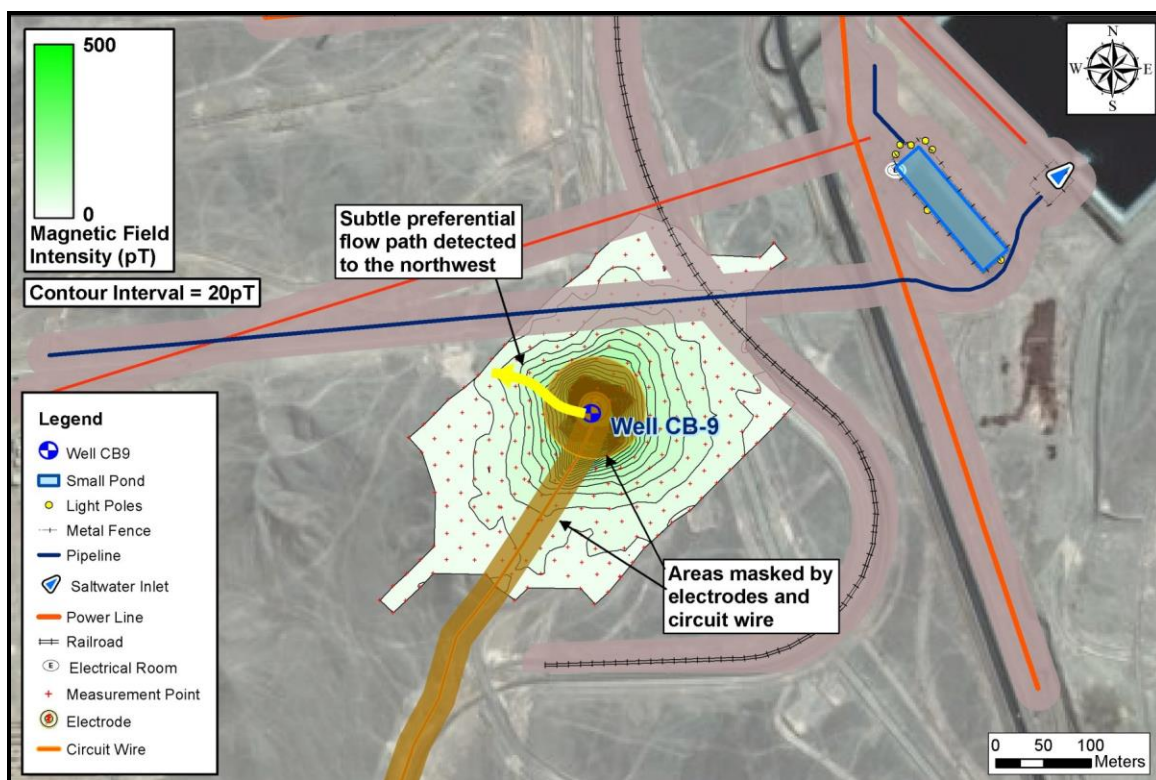 500
0
Magnetic Field
Intensity (pT)
Contour Interval = 20pT
N
W
E
S
Subtle preferential
flow path detected
to the northwest
E
Well CB-9
Areas masked by
electrodes and
circuit wire
Legend
Well CB9
Small Pond
Light Poles
Metal Fence
Pipeline
Saltwater Inlet
Power Line
Railroad
E
Electrical Room
Measurement Point
Electrode
Circuit Wire
0 50 100
Meters